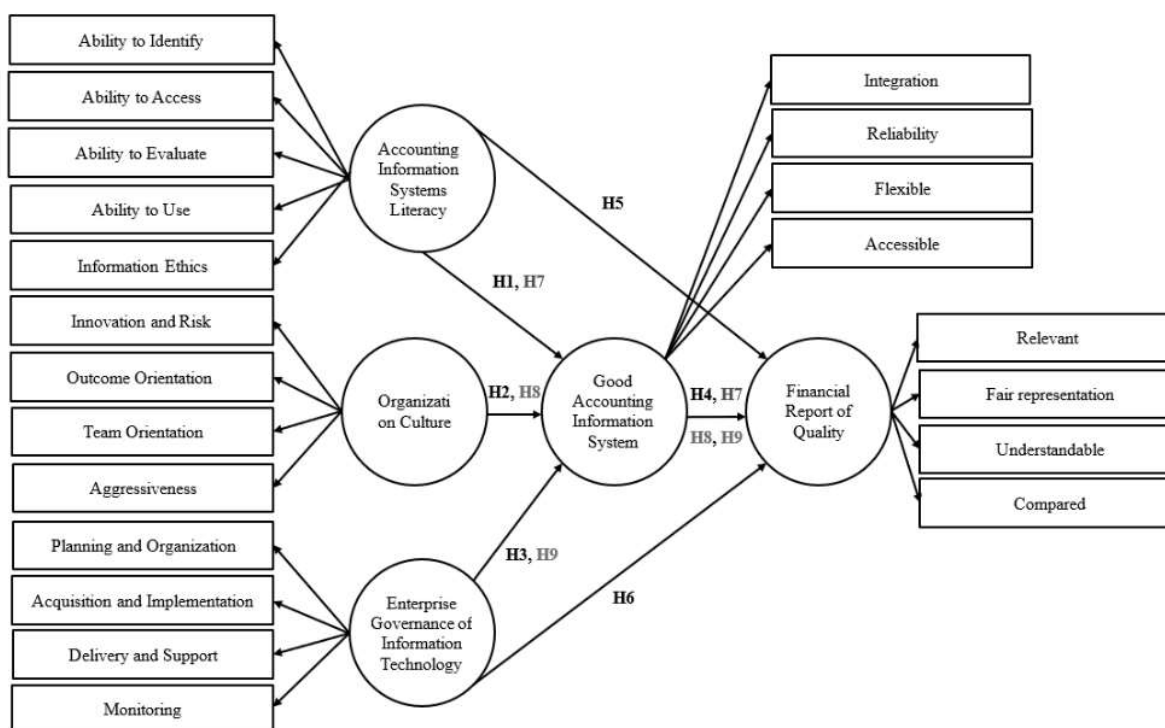 Ability to Identify
Ability to Access
Ability to Evaluate
Ability to Use
Information Ethics
Innovation and Risk
Outcome Orientation
Team Orientation
Aggressiveness
Planning and Organization
Acquisition and Implementation
Delivery and Support
Monitoring
Accounting
Information
Systems
Literacy
Organizati
on Culture
Enterprise
Governance of
Information
Technology
H5
H1, H7
H2, H8
H3, H9
H6
Good
Accounting
Information
System
H4, H7
H8, H9
Integration
Reliability
Flexible
Accessible
Financial
Report of
Quality
Relevant
Fair representation
Understandable
Compared